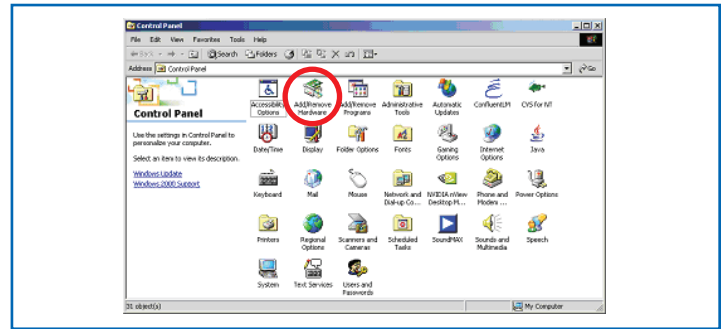 Control Panel
File Edit View Favorites Tools Help
Back Search Folders
Address Control Panel Go
Control Panel
Use the settings in Control Panel to
personalize your computer.
Select an item to view its description.
Windows Update
Windows 2000 Support
Accessibility
Options
Add/Remove
Hardware
Add/Remove
Programs
Administrative
Tools
Automatic
Updates
ConfluentLM
CVS for NT
Date/Time
Display
Folder Options
Fonts
Gaming
Options
Internet
Options
Java
Keyboard
Mail
Mouse
Network and
Dial-up Co...
NVIDIA nView
Desktop M...
Phone and
Modem ...
Power Options
Printers
Regional
Options
Scanners and
Cameras
Scheduled
Tasks
SoundMAX
Sounds and
Multimedia
Speech
System
Text Services
Users and
Passwords
31 object(s)
My Computer